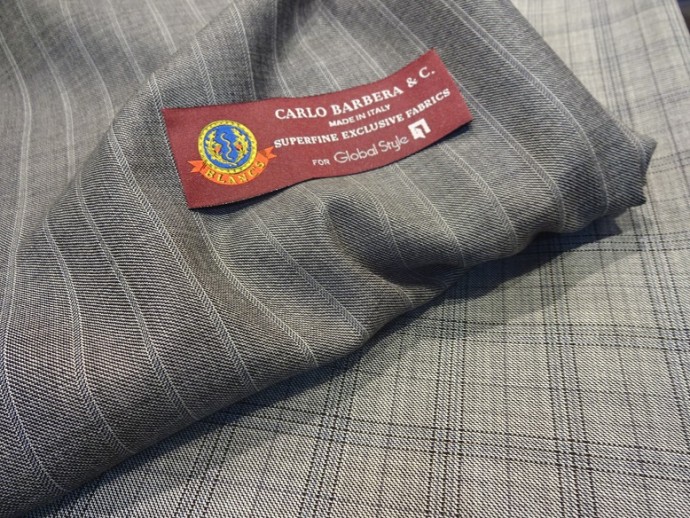 CARLO BARBERA & C.
MADE IN ITALY
SUPERFINE EXCLUSIVE FABRICS
FOR Global Style
BLANCS